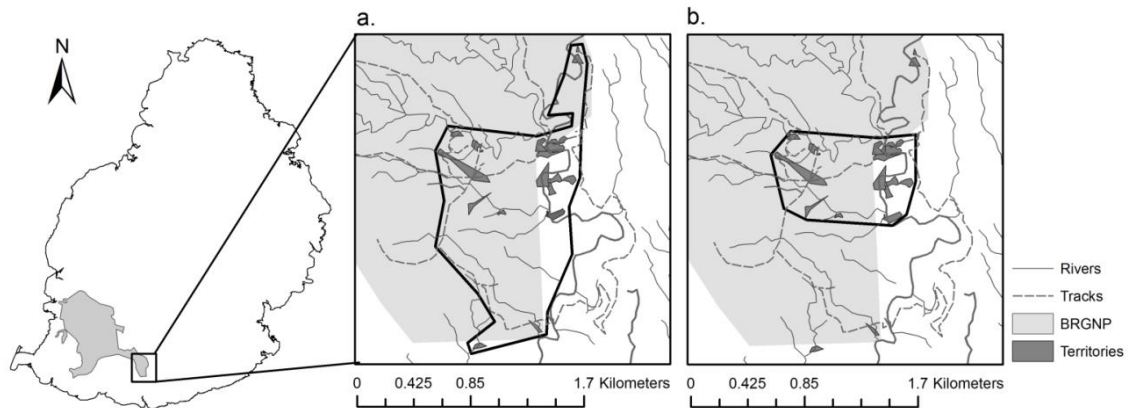 N
a.
b.
Rivers
Tracks
BRGNP
Territories
0 0.425 0.85 1.7 Kilometers
0 0.425 0.85 1.7 Kilometers